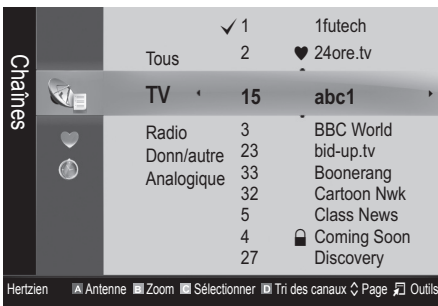 Chaînes
✓ 1 1futech
Tous 2 ♥ 24ore.tv
TV 15 abc1
Radio 3 BBC World
Donn/autre 23 bid-up.tv
Analogique 33 Boonerang
32 Cartoon Nwk
5 Class News
4 Coming Soon
27 Discovery
Hertzien A Antenne B Zoom C Sélectionner D Tri des canaux Page Outils